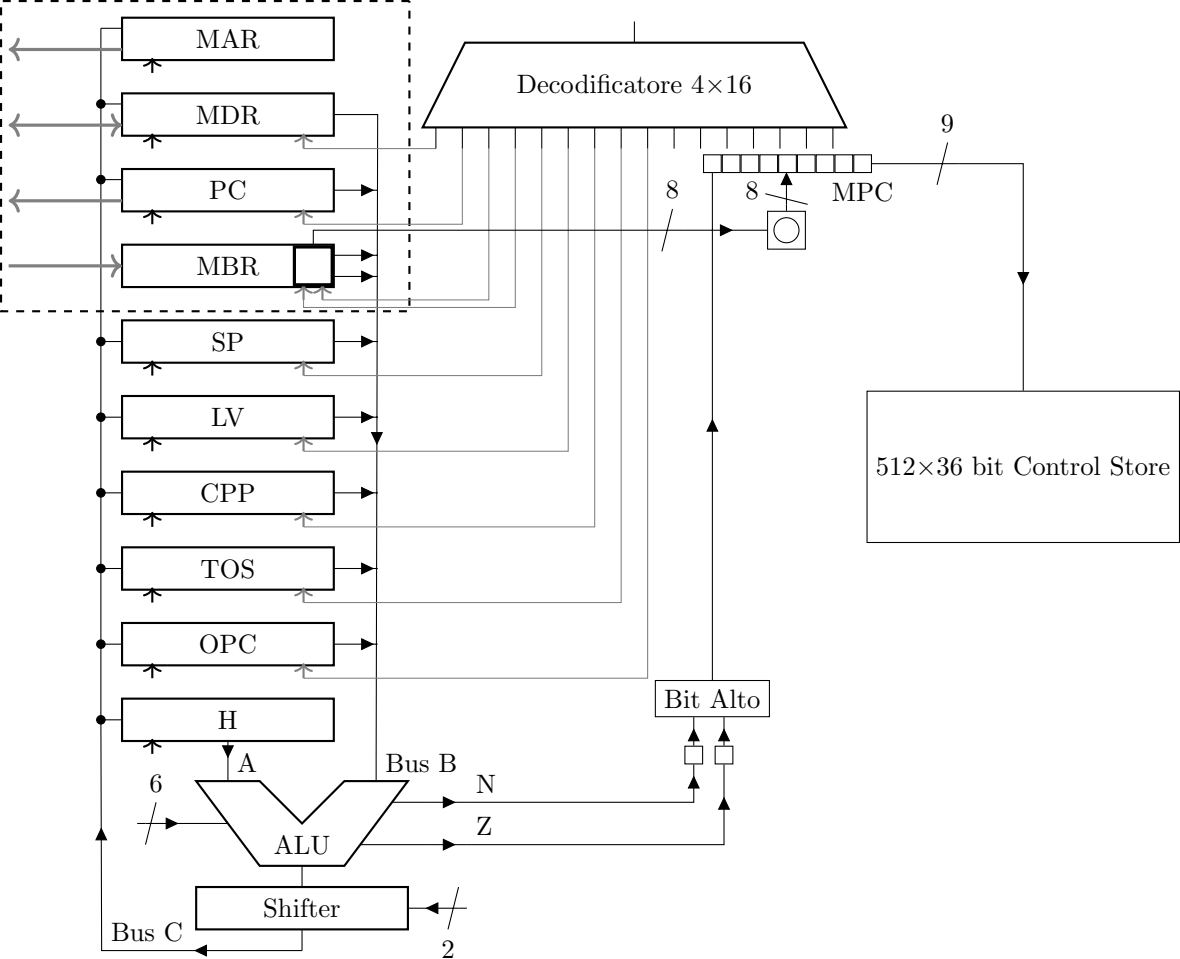 MAR
Decodificatore 4×16
MDR
9
PC
8
8
MPC
MBR
SP
LV
512×36 bit Control Store
CPP
TOS
OPC
Bit Alto
H
A
Bus B
6
N
Z
ALU
Shifter
Bus C
2